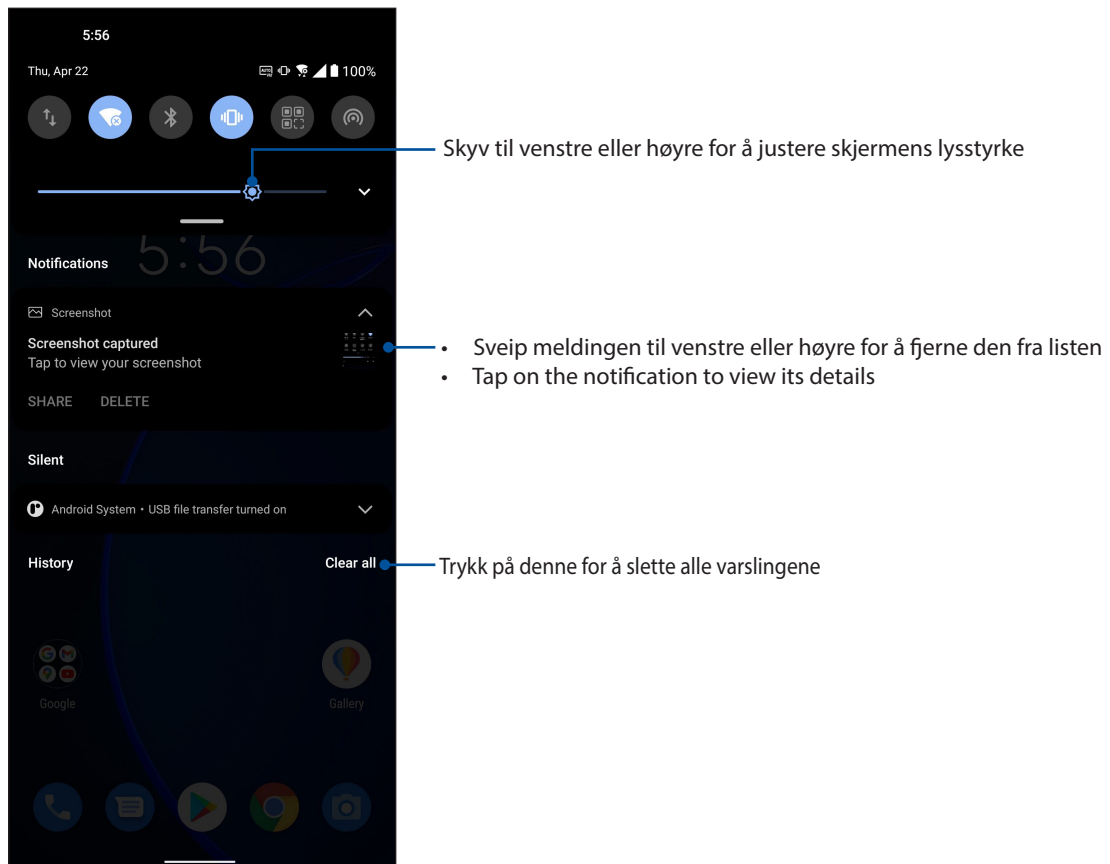 5:56
Thu, Apr 22
100%
Skyv til venstre eller høyre for å justere skjermens lysstyrke
5:56
Notifications
Screenshot
Screenshot captured
Tap to view your screenshot
• Sveip meldingen til venstre eller høyre for å fjerne den fra listen
• Tap on the notification to view its details
SHARE DELETE
Silent
Android System • USB file transfer turned on
History Clear all
Trykk på denne for å slette alle varslingene
Google Gallery